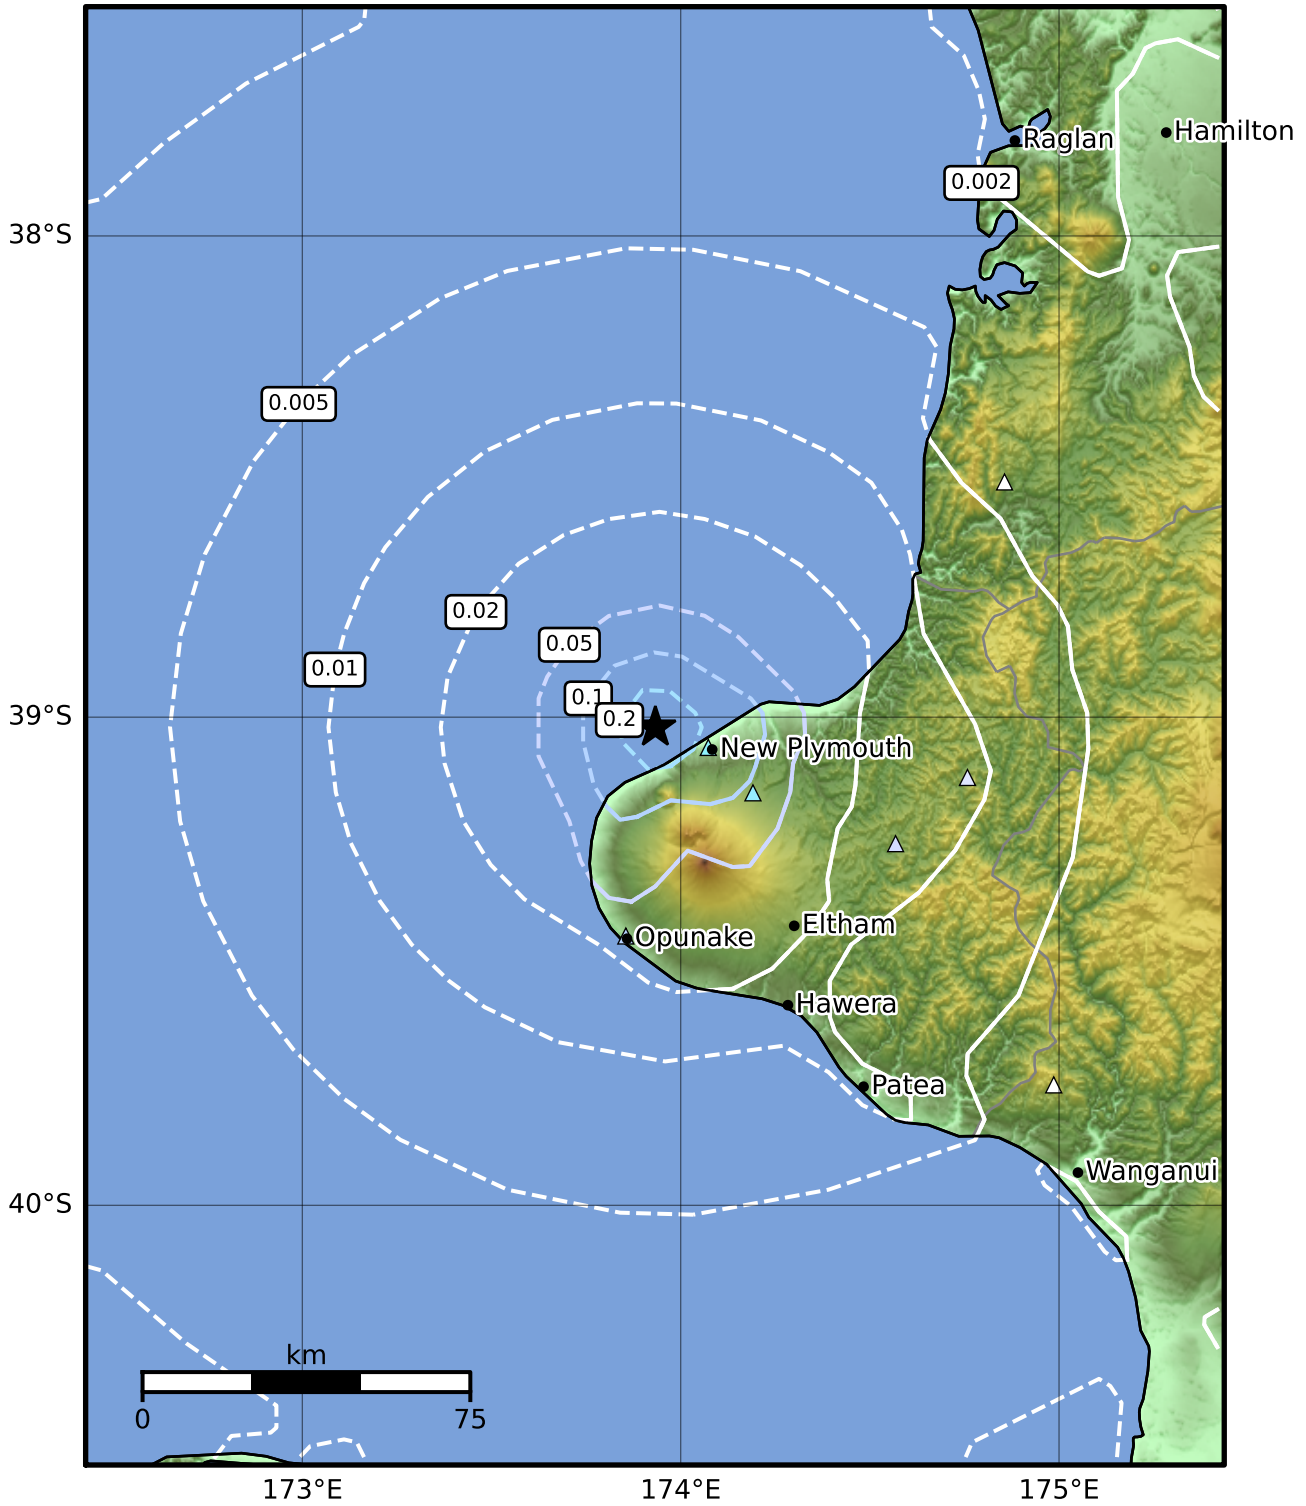 Hamilton
Raglan
0.002
38°S
0.005
0.02
0.05
0.01
0.1
0.2
39°S
New Plymouth
Eltham
Opunake
Hawera
Patea
Wanganui
40°S
km
0 75
173°E 174°E 175°E